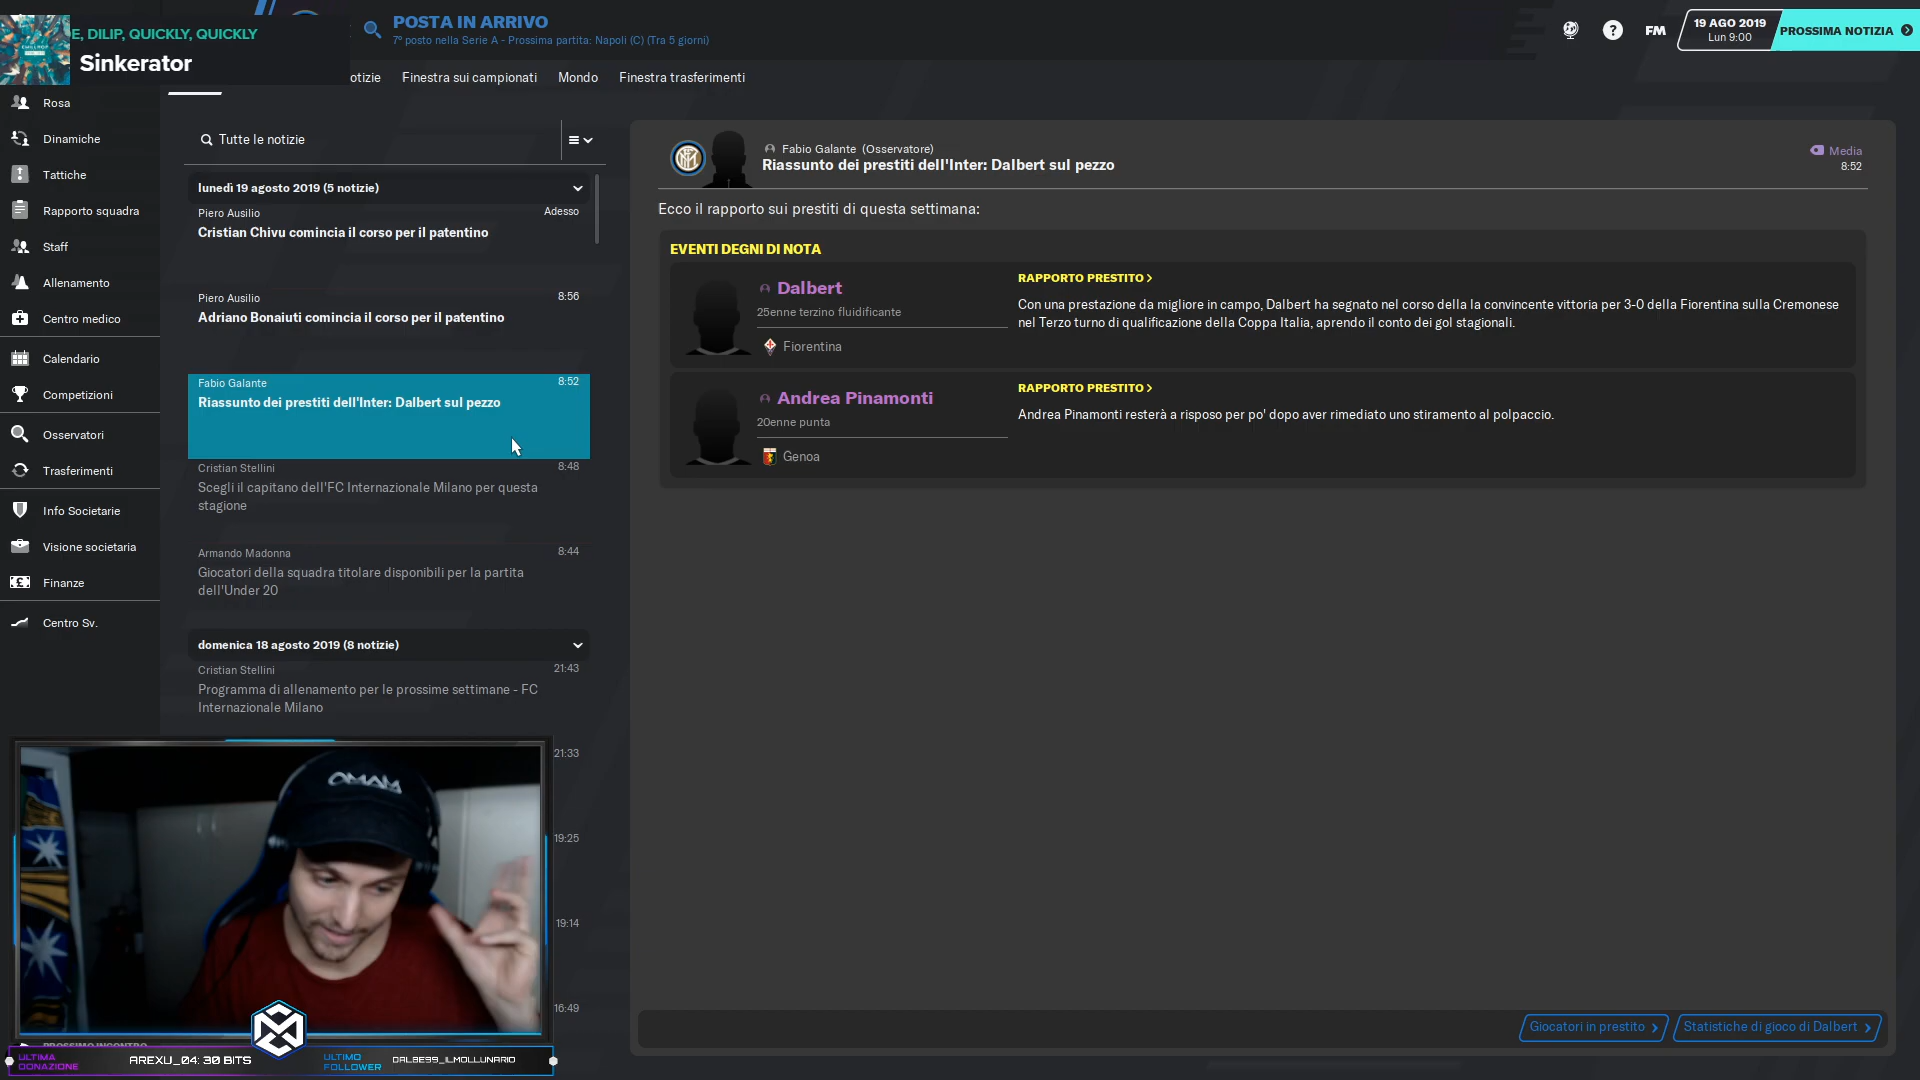 E, DILIP, QUICKLY, QUICKLY
Sinkerator
POSTA IN ARRIVO
7º posto nella Serie A - Prossima partita: Napoli (C) (Tra 5 giorni)
FM
19 AGO 2019
Lun 9:00
PROSSIMA NOTIZIA
otizie
Finestra sui campionati
Mondo
Finestra trasferimenti
Rosa
Dinamiche
Tattiche
Rapporto squadra
Staff
Allenamento
Centro medico
Calendario
Competizioni
Osservatori
Trasferimenti
Info Societarie
Visione societaria
Finanze
Centro Sv.
Tutte le notizie
lunedì 19 agosto 2019 (5 notizie)
Piero Ausilio
Adesso
Cristian Chivu comincia il corso per il patentino
Piero Ausilio
8:56
Adriano Bonaiuti comincia il corso per il patentino
Fabio Galante
8:52
Riassunto dei prestiti dell'Inter: Dalbert sul pezzo
Cristian Stellini
8:48
Scegli il capitano dell'FC Internazionale Milano per questa
stagione
Armando Madonna
8:44
Giocatori della squadra titolare disponibili per la partita
dell'Under 20
domenica 18 agosto 2019 (8 notizie)
Cristian Stellini
21:43
Programma di allenamento per le prossime settimane - FC
Internazionale Milano
21:33
19:25
19:14
16:49
Fabio Galante (Osservatore)
Riassunto dei prestiti dell'Inter: Dalbert sul pezzo
Media
8:52
Ecco il rapporto sui prestiti di questa settimana:
EVENTI DEGNI DI NOTA
Dalbert
25enne terzino fluidificante
Fiorentina
RAPPORTO PRESTITO
Con una prestazione da migliore in campo, Dalbert ha segnato nel corso della la convincente vittoria per 3-0 della Fiorentina sulla Cremonese
nel Terzo turno di qualificazione della Coppa Italia, aprendo il conto dei gol stagionali.
Andrea Pinamonti
20enne punta
Genoa
RAPPORTO PRESTITO
Andrea Pinamonti resterà a risposo per po' dopo aver rimediato uno stiramento al polpaccio.
Giocatori in prestito
Statistiche di gioco di Dalbert
OMAM
PROSSIMO INCONTRO
ULTIMA
DONAZIONE
AREXU_04: 30 BITS
ULTIMO
FOLLOWER
DALBE99_ILMOLLUNARIO